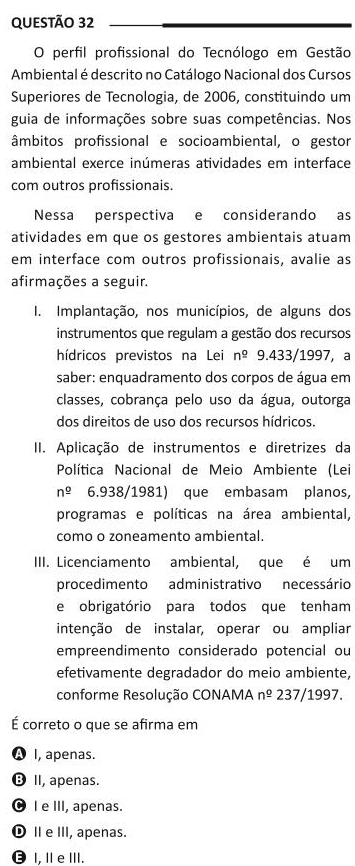 QUESTÃO 32
O perfil profissional do Tecnólogo em Gestão
Ambiental é descrito no Catálogo Nacional dos Cursos
Superiores de Tecnologia, de 2006, constituindo um
guia de informações sobre suas competências. Nos
âmbitos profissional e socioambiental, o gestor
ambiental exerce inúmeras atividades em interface
com outros profissionais.
Nessa perspectiva e considerando as
atividades em que os gestores ambientais atuam
em interface com outros profissionais, avalie as
afirmações a seguir.
I. Implantação, nos municípios, de alguns dos
instrumentos que regulam a gestão dos recursos
hídricos previstos na Lei nº 9.433/1997, a
saber: enquadramento dos corpos de água em
classes, cobrança pelo uso da água, outorga
dos direitos de uso dos recursos hídricos.
II. Aplicação de instrumentos e diretrizes da
Política Nacional de Meio Ambiente (Lei
nº 6.938/1981) que embasam planos,
programas e políticas na área ambiental,
como o zoneamento ambiental.
III. Licenciamento ambiental, que é um
procedimento administrativo necessário
e obrigatório para todos que tenham
intenção de instalar, operar ou ampliar
empreendimento considerado potencial ou
efetivamente degradador do meio ambiente,
conforme Resolução CONAMA nº 237/1997.
É correto o que se afirma em
A I, apenas.
B II, apenas.
C I e III, apenas.
D II e III, apenas.
E I, II e III.